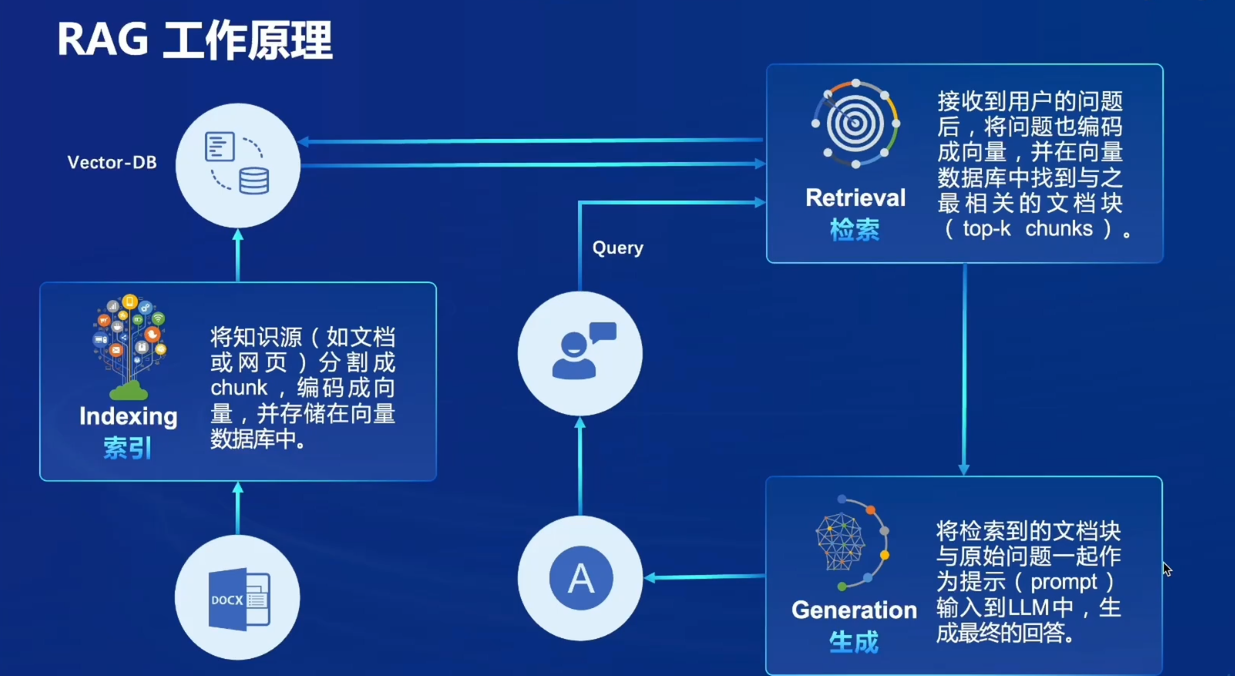 RAG 工作原理
Vector-DB
Retrieval
检索
接收到用户的问题
后，将问题也编码
成向量，并在向量
数据库中找到与之
最相关的文档块
（top-k chunks）。
Query
Indexing
索引
将知识源（如文档
或网页）分割成
chunk，编码成向
量，并存储在向量
数据库中。
DOCX
A
Generation
生成
将检索到的文档块
与原始问题一起作
为提示（prompt）
输入到LLM中，生
成最终的回答。